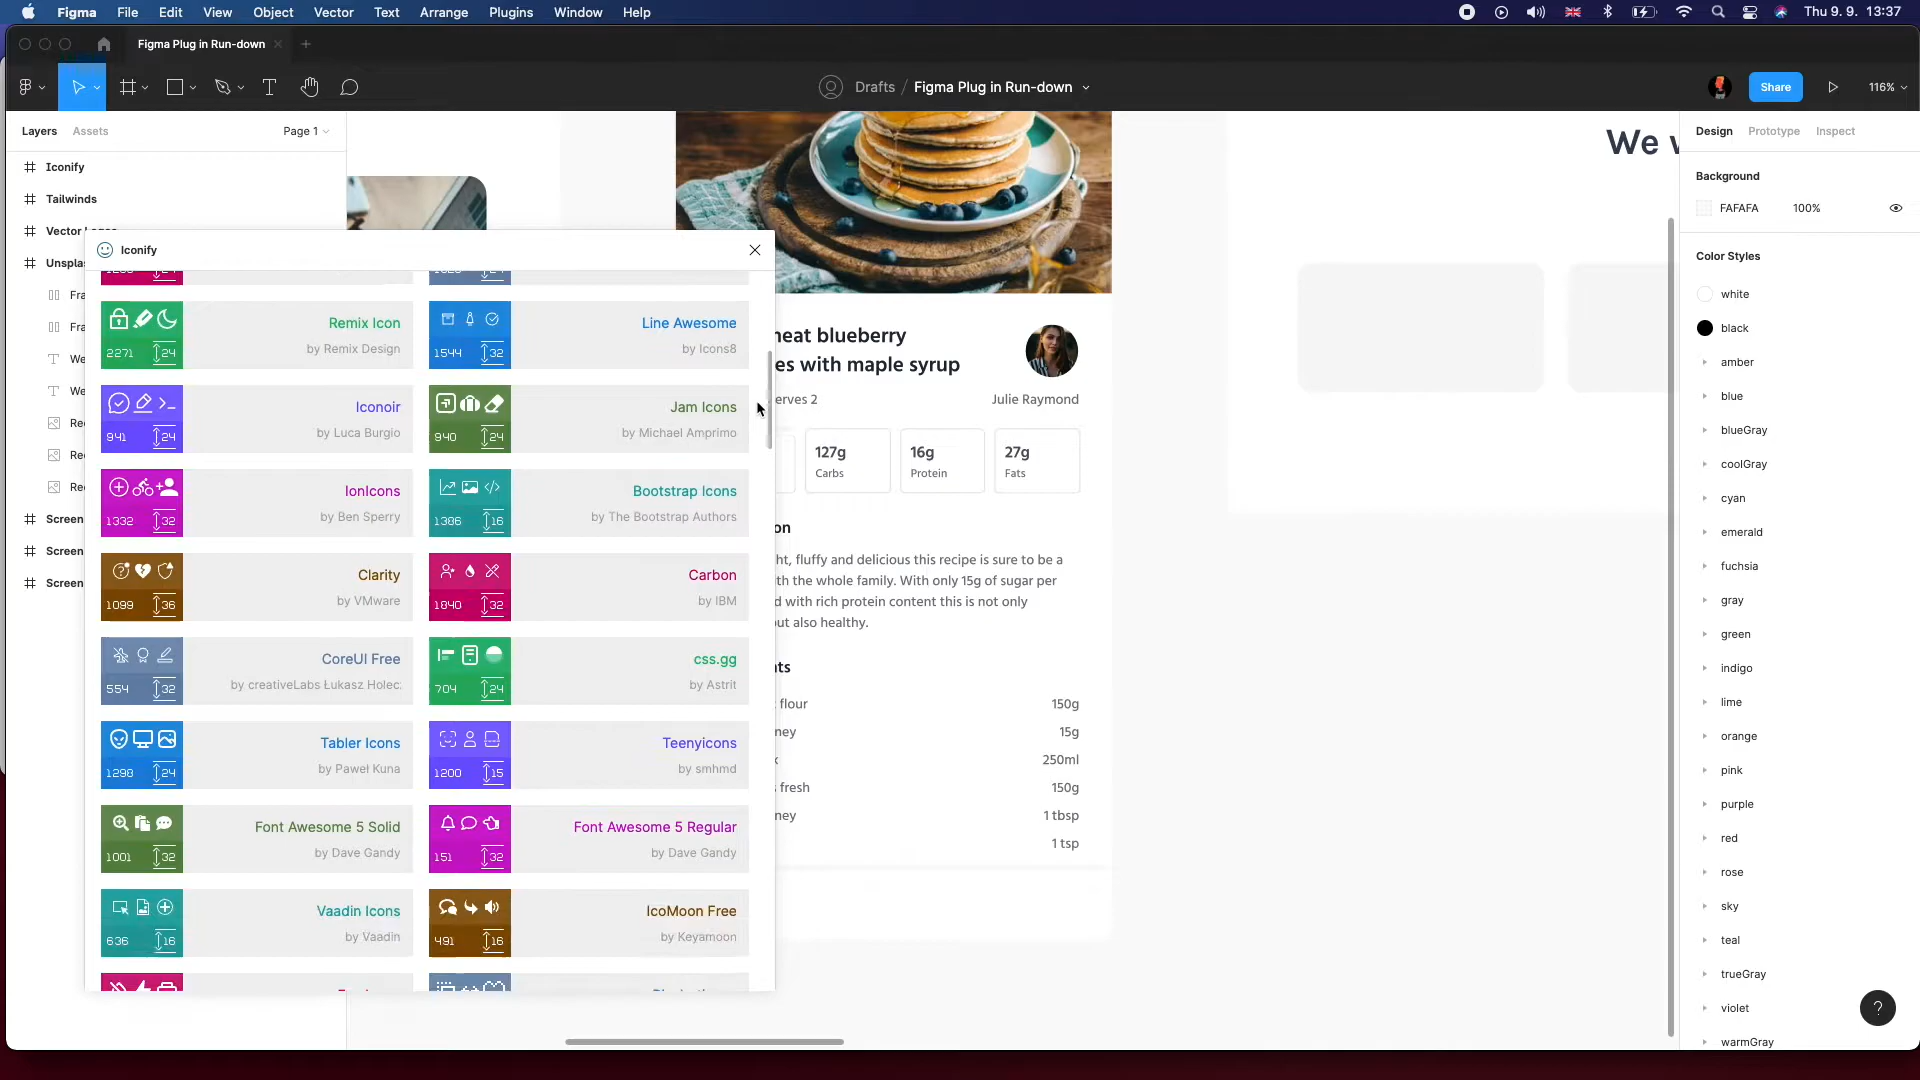 Figma File Edit View Object Vector Text Arrange Plugins Window Help
Thu 9. 9. 13:37
Figma Plug in Run-down
Drafts / Figma Plug in Run-down
Share
116%
Layers Assets
Page 1
Iconify
Tailwinds
Vector
Unspla
Fra
Fra
We
We
Re
Re
Re
Screen
Screen
Screen
Iconify
Remix Icon
by Remix Design
2271 24
Line Awesome
by Icons8
1544 32
Iconoir
by Luca Burgio
941 24
Jam Icons
by Michael Amprimo
940 24
IonIcons
by Ben Sperry
1332 32
Bootstrap Icons
by The Bootstrap Authors
1386 16
Clarity
by VMware
1099 36
Carbon
by IBM
1840 32
CoreUI Free
by creativeLabs Łukasz Holec
554 32
css.gg
by Astrit
704 24
Tabler Icons
by Paweł Kuna
1298 24
Teenyicons
by smhmd
1200 15
Font Awesome 5 Solid
by Dave Gandy
1001 32
Font Awesome 5 Regular
by Dave Gandy
151 32
Vaadin Icons
by Vaadin
636 16
IcoMoon Free
by Keyamoon
491 16
heat blueberry
es with maple syrup
erves 2
Julie Raymond
127g
Carbs
16g
Protein
27g
Fats
on
ht, fluffy and delicious this recipe is sure to be a
th the whole family. With only 15g of sugar per
d with rich protein content this is not only
ut also healthy.
ts
flour 150g
ney 15g
250ml
fresh 150g
ney 1 tbsp
1 tsp
We
Design Prototype Inspect
Background
FAFAFA 100%
Color Styles
white
black
amber
blue
blueGray
coolGray
cyan
emerald
fuchsia
gray
green
indigo
lime
orange
pink
purple
red
rose
sky
teal
trueGray
violet
warmGray
?